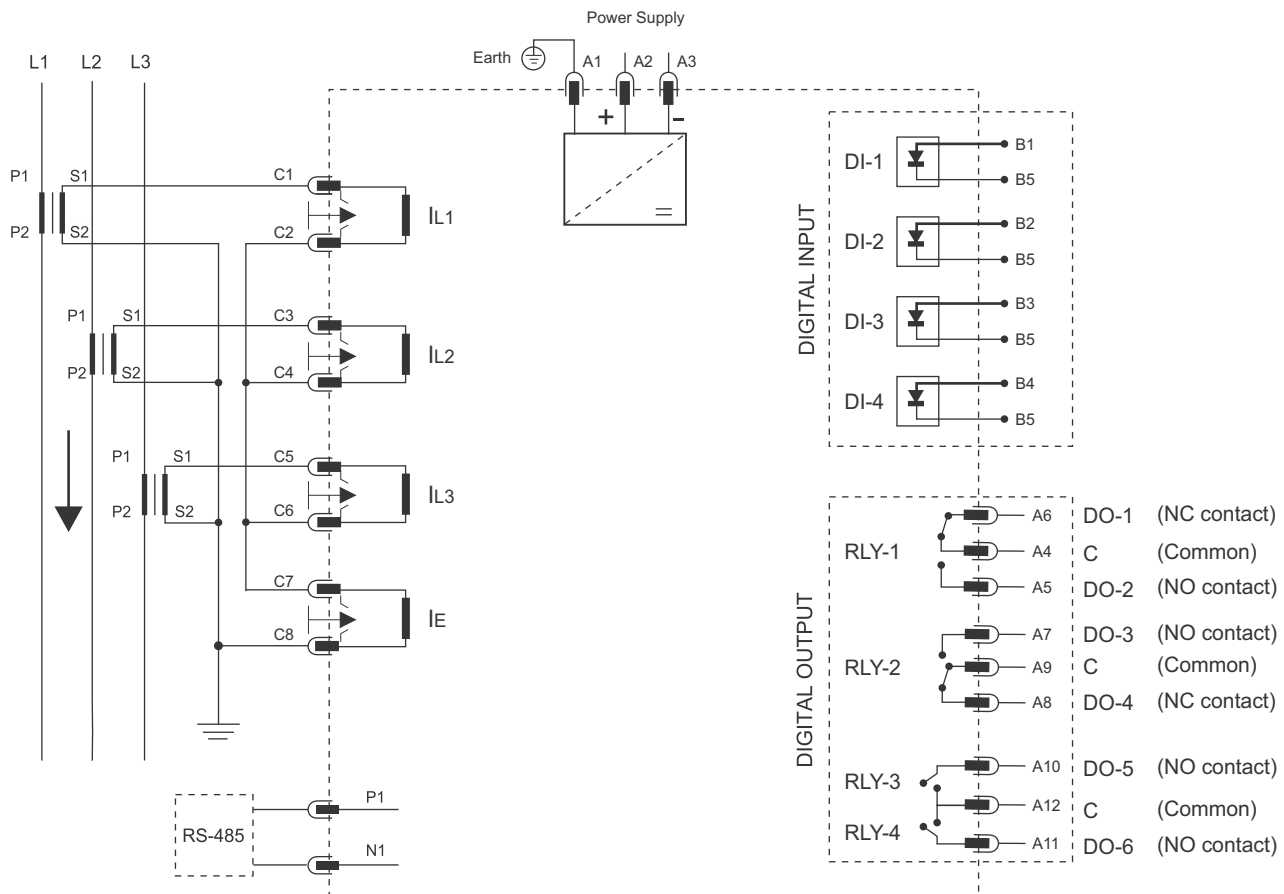 Power Supply
Earth
A1
A2
A3
+
-
L1
L2
L3
P1
S1
P2
S2
C1
C2
IL1
P1
S1
P2
S2
C3
C4
IL2
P1
S1
P2
S2
C5
C6
IL3
C7
C8
IE
RS-485
P1
N1
DIGITAL INPUT
DI-1
B1
B5
DI-2
B2
B5
DI-3
B3
B5
DI-4
B4
B5
DIGITAL OUTPUT
RLY-1
A6 DO-1 (NC contact)
A4 C (Common)
A5 DO-2 (NO contact)
RLY-2
A7 DO-3 (NO contact)
A9 C (Common)
A8 DO-4 (NC contact)
RLY-3
A10 DO-5 (NO contact)
A12 C (Common)
RLY-4
A11 DO-6 (NO contact)